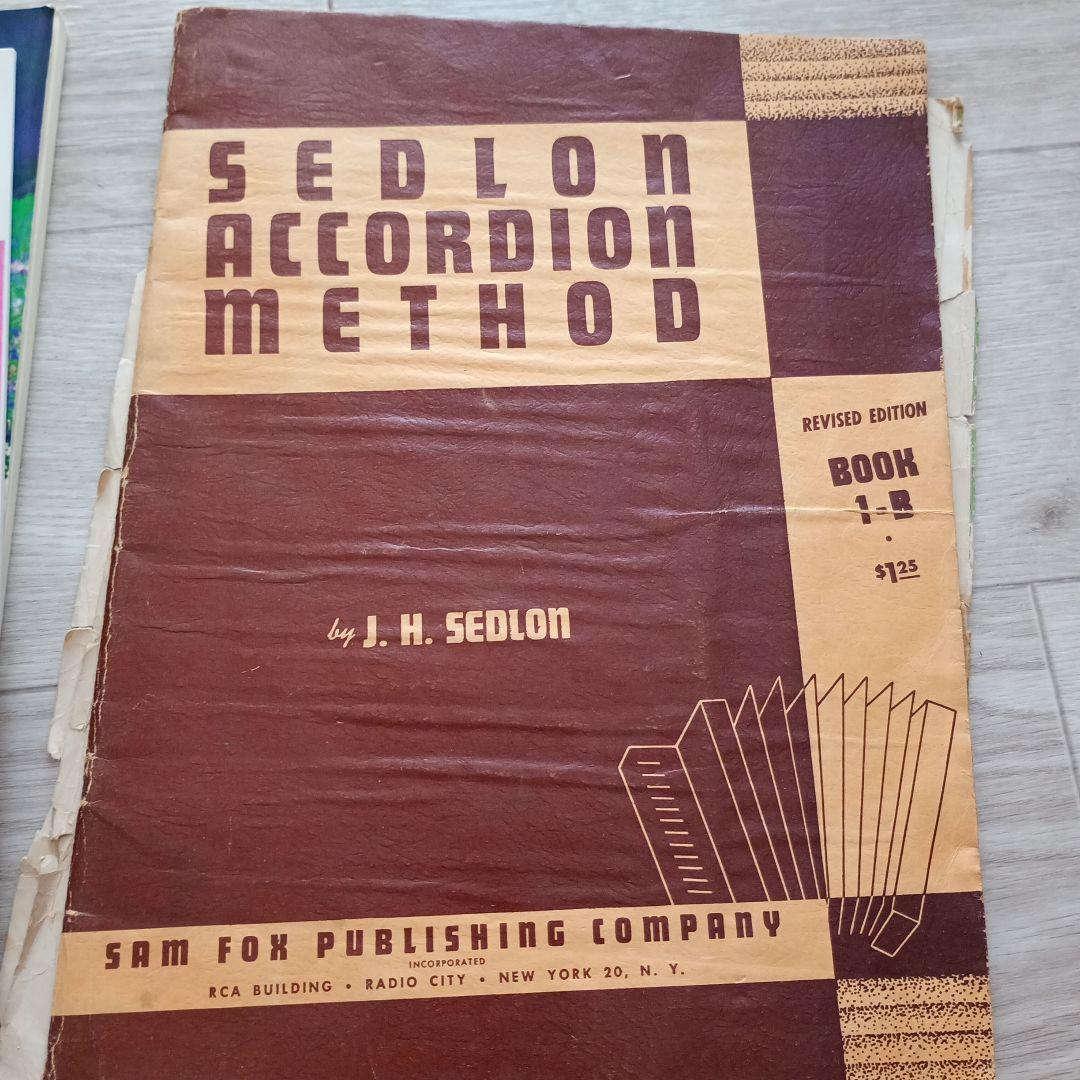 SEDLON
ACCORDION
METHOD
REVISED EDITION
BOOK
1-B
•
$1 25
by J. H. SEDLON
SAM FOX PUBLISHING COMPANY
INCORPORATED
RCA BUILDING • RADIO CITY • NEW YORK 20, N. Y.